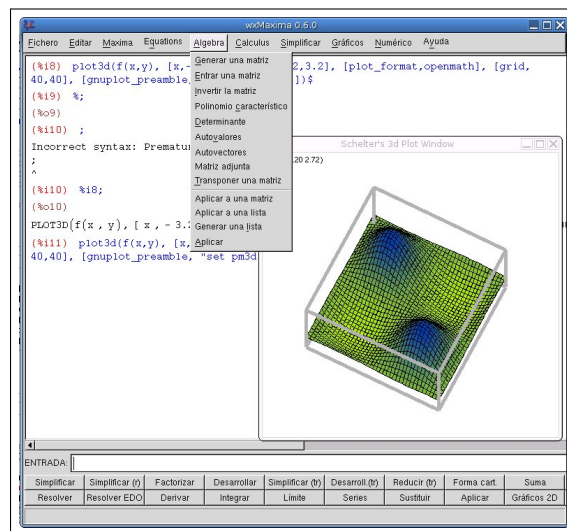 wxMaxima 0.6.0
Fichero Editar Maxima Equations Algebra Calculus Simplificar Gráficos Numérico Ayuda
(%i8) plot3d(f(x,y), [x,- 2,3.2], [plot_format,openmath], [grid,
40,40], [gnuplot_preamble, ])$
(%i9) %;
(%o9)
(%i10) ;
Incorrect syntax: Prematu
;
^
(%i10) %i8;
(%o10)
PLOT3D(f(x , y), [ x , - 3.2
(%i11) plot3d(f(x,y), [x,
40,40], [gnuplot_preamble, "set pm3d
Generar una matriz
Entrar una matriz
Invertir la matriz
Polinomio característico
Determinante
Autovalores
Autovectores
Matriz adjunta
Transponer una matriz
Aplicar a una matriz
Aplicar a una lista
Generar una lista
Aplicar
Schelter's 3d Plot Window
.20 2.72)
ENTRADA:
Simplificar Simplificar (r) Factorizar Desarrollar Simplificar (tr) Desarroll.(tr) Reducir (tr) Forma cart. Suma
Resolver Resolver EDO Derivar Integrar Límite Series Sustituir Aplicar Gráficos 2D